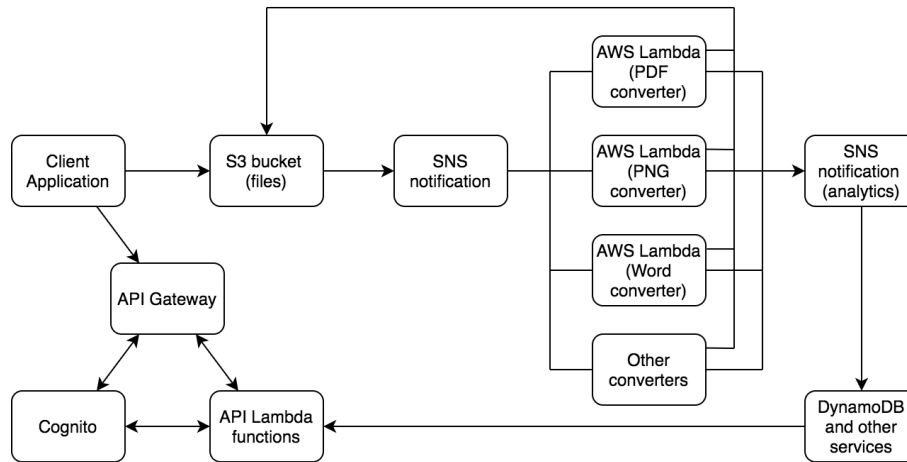 AWS Lambda
(PDF
converter)
Client
Application
S3 bucket
(files)
SNS
notification
AWS Lambda
(PNG
converter)
SNS
notification
(analytics)
AWS Lambda
(Word
converter)
API Gateway
Other
converters
Cognito
API Lambda
functions
DynamoDB
and other
services